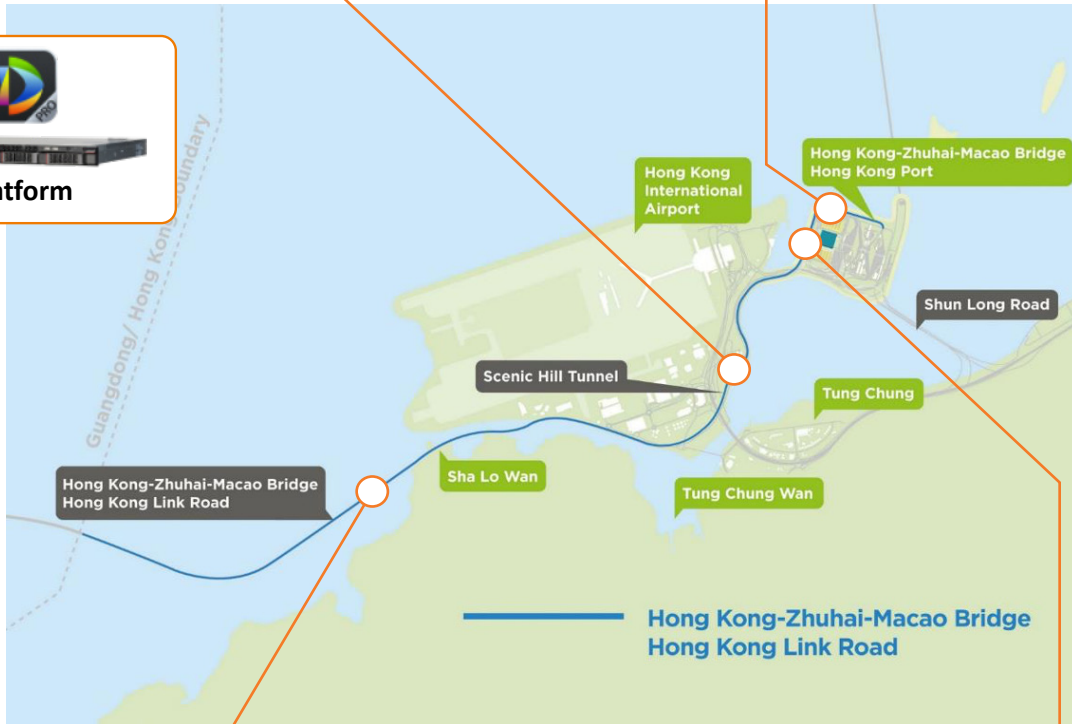 PRO
atform
Guangdong/ Hong Kong Boundary
Hong Kong
International
Airport
Hong Kong-Zhuhai-Macao Bridge
Hong Kong Port
Shun Long Road
Scenic Hill Tunnel
Tung Chung
Sha Lo Wan
Hong Kong-Zhuhai-Macao Bridge
Hong Kong Link Road
Tung Chung Wan
Hong Kong-Zhuhai-Macao Bridge
Hong Kong Link Road